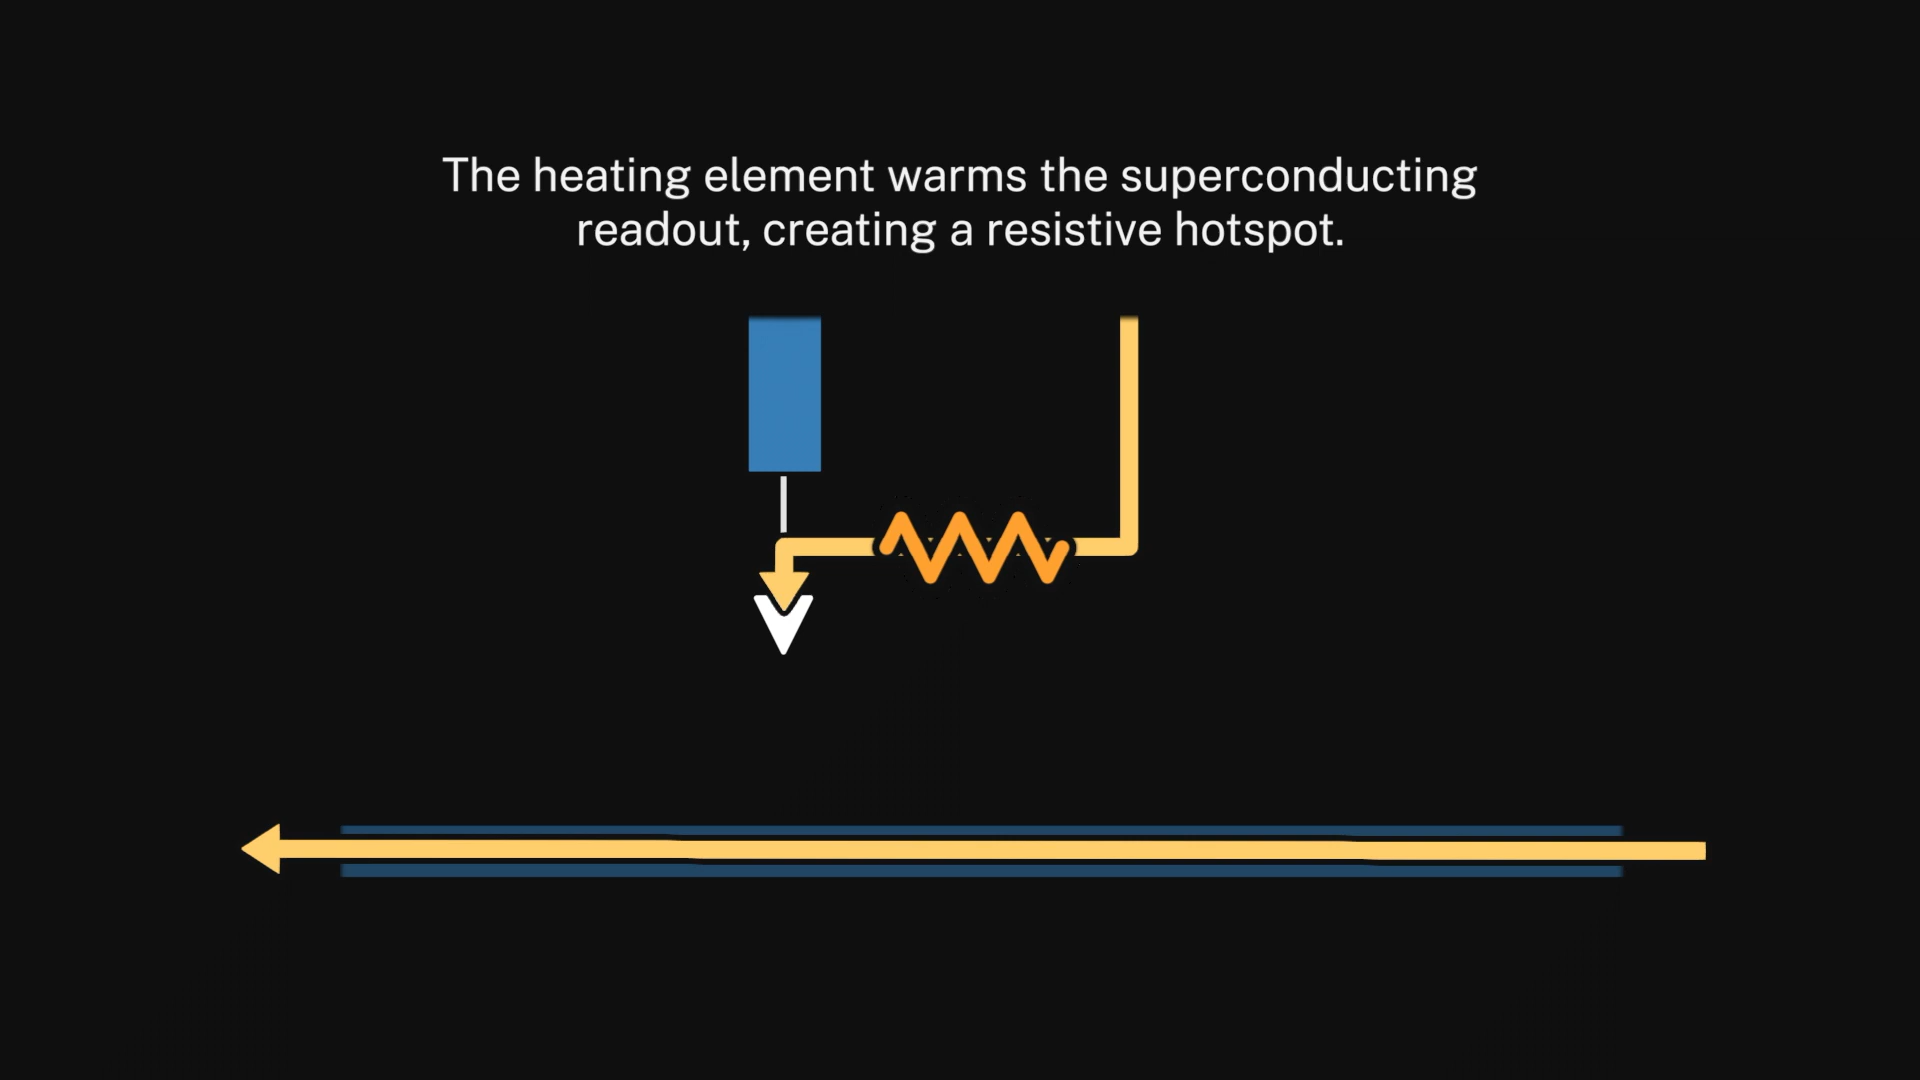 The heating element warms the superconducting
readout, creating a resistive hotspot.